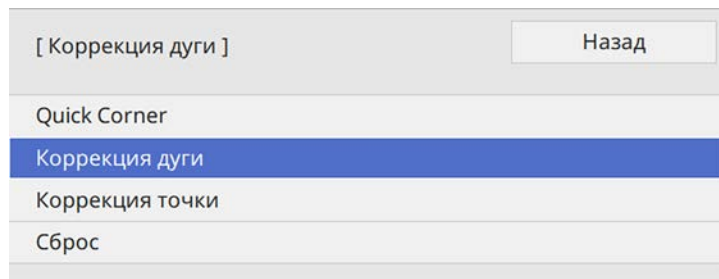 [ Коррекция дуги ]
Назад
Quick Corner
Коррекция дуги
Коррекция точки
Сброс